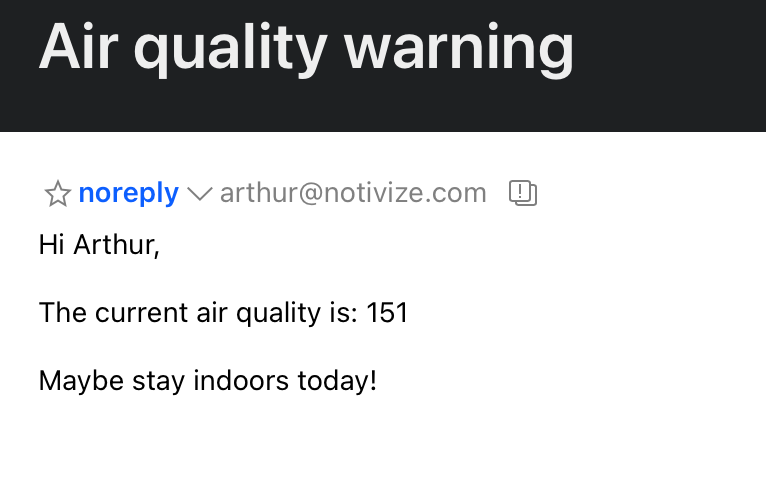 Air quality warning
noreply arthur@notivize.com
Hi Arthur,
The current air quality is: 151
Maybe stay indoors today!